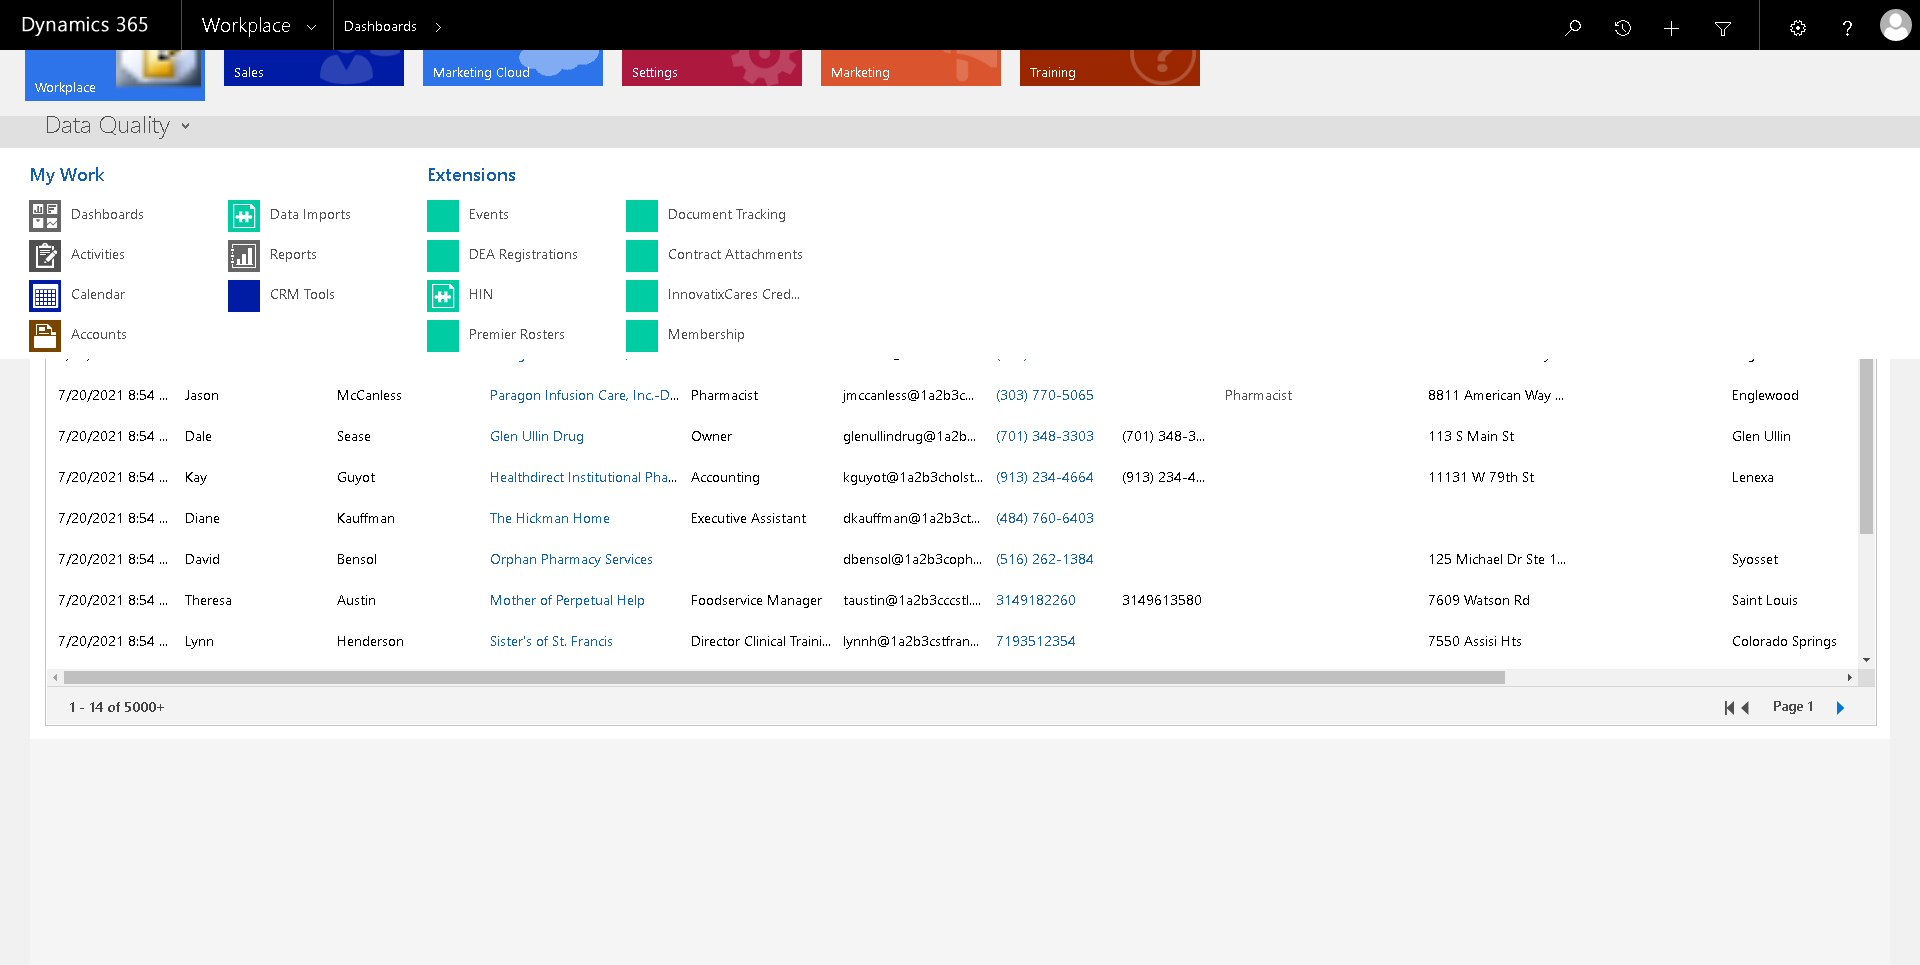 Dynamics 365 Workplace Dashboards
Workplace Sales Marketing Cloud Settings Marketing Training
Data Quality
My Work Extensions
Dashboards Data Imports Events Document Tracking
Activities Reports DEA Registrations Contract Attachments
Calendar CRM Tools HIN InnovatixCares Cred...
Accounts Premier Rosters Membership
7/20/2021 8:54 ... Jason McCanless Paragon Infusion Care, Inc.-D... Pharmacist jmccanless@1a2b3c... (303) 770-5065 Pharmacist 8811 American Way ... Englewood
7/20/2021 8:54 ... Dale Sease Glen Ullin Drug Owner glenullindrug@1a2b... (701) 348-3303 (701) 348-3... 113 S Main St Glen Ullin
7/20/2021 8:54 ... Kay Guyot Healthdirect Institutional Pha... Accounting kguyot@1a2b3cholst... (913) 234-4664 (913) 234-4... 11131 W 79th St Lenexa
7/20/2021 8:54 ... Diane Kauffman The Hickman Home Executive Assistant dkauffman@1a2b3ct... (484) 760-6403
7/20/2021 8:54 ... David Bensol Orphan Pharmacy Services dbensol@1a2b3coph... (516) 262-1384 125 Michael Dr Ste 1... Syosset
7/20/2021 8:54 ... Theresa Austin Mother of Perpetual Help Foodservice Manager taustin@1a2b3cccstl.... 3149182260 3149613580 7609 Watson Rd Saint Louis
7/20/2021 8:54 ... Lynn Henderson Sister's of St. Francis Director Clinical Traini... lynnh@1a2b3cstfran... 7193512354 7550 Assisi Hts Colorado Springs
1 - 14 of 5000+ Page 1